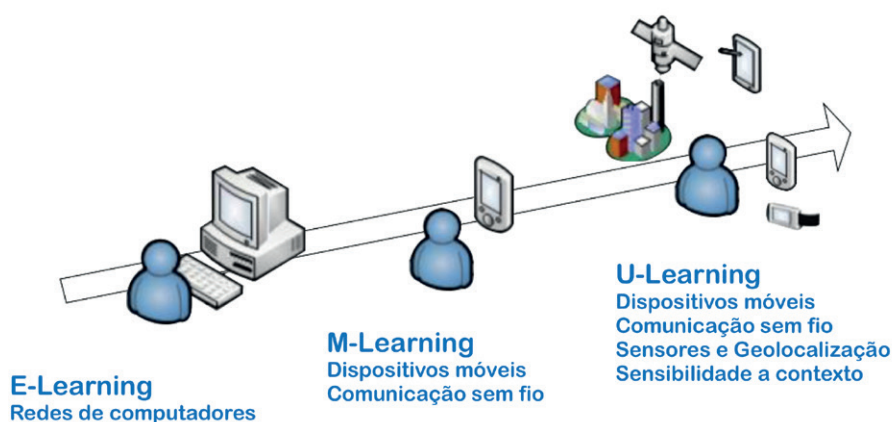 E-Learning
Redes de computadores
M-Learning
Dispositivos móveis
Comunicação sem fio
U-Learning
Dispositivos móveis
Comunicação sem fio
Sensores e Geolocalização
Sensibilidade a contexto